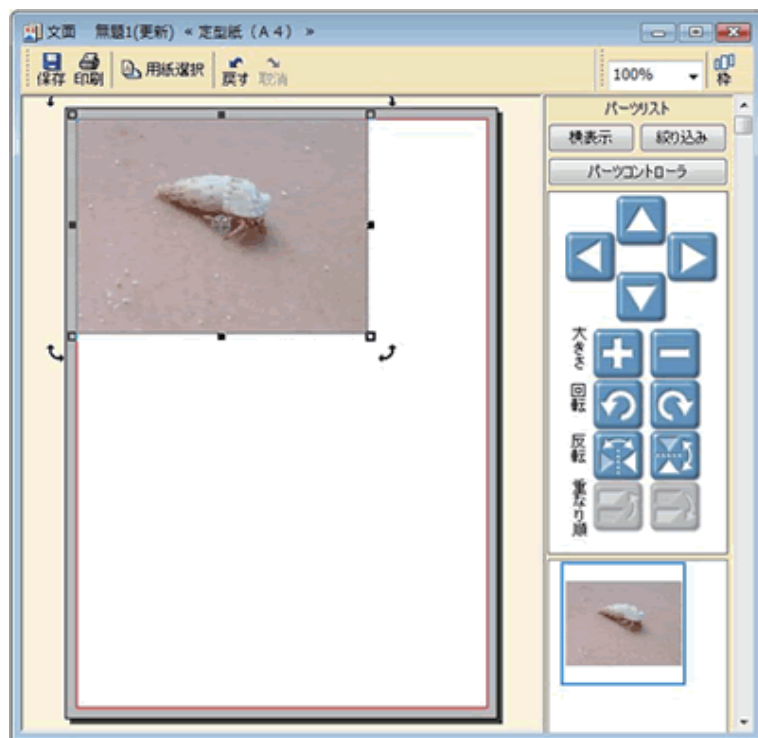 文面 無題1(更新) « 定型紙（A4） »
保存 印刷 用紙選択 戻す 取消 100% 枠
パーツリスト
横表示 絞り込み
パーツコントローラ
大きさ
回転
反転
重なり順